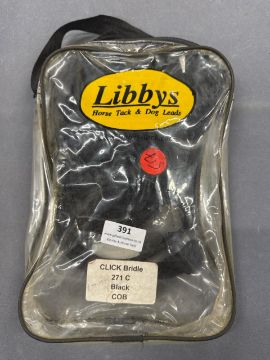 Libbys
Horse Tack & Dog Leads
391
CLICK Bridle
271 C
Black
COB